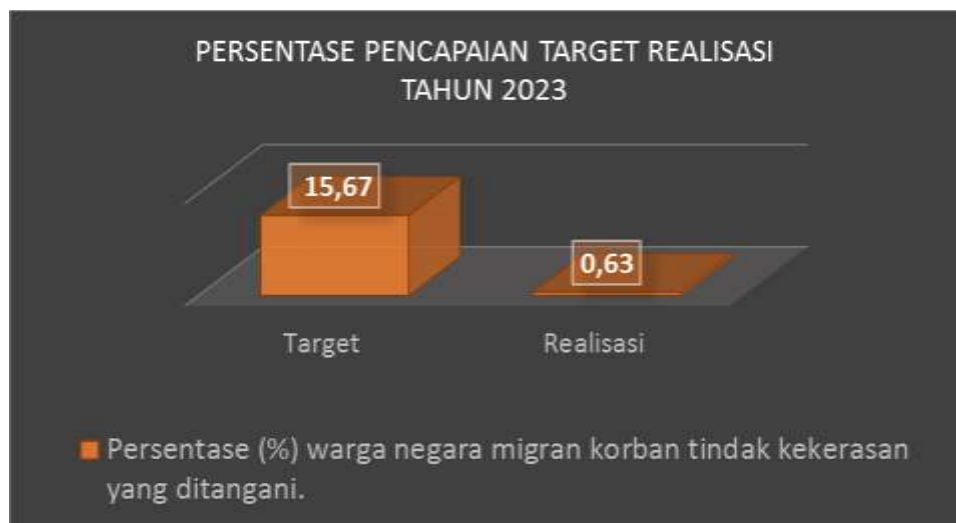 PERSENTASE PENCAPAIAN TARGET REALISASI
TAHUN 2023
15,67
0,63
Target Realisasi
Persentase (%) warga negara migran korban tindak kekerasan
yang ditangani.